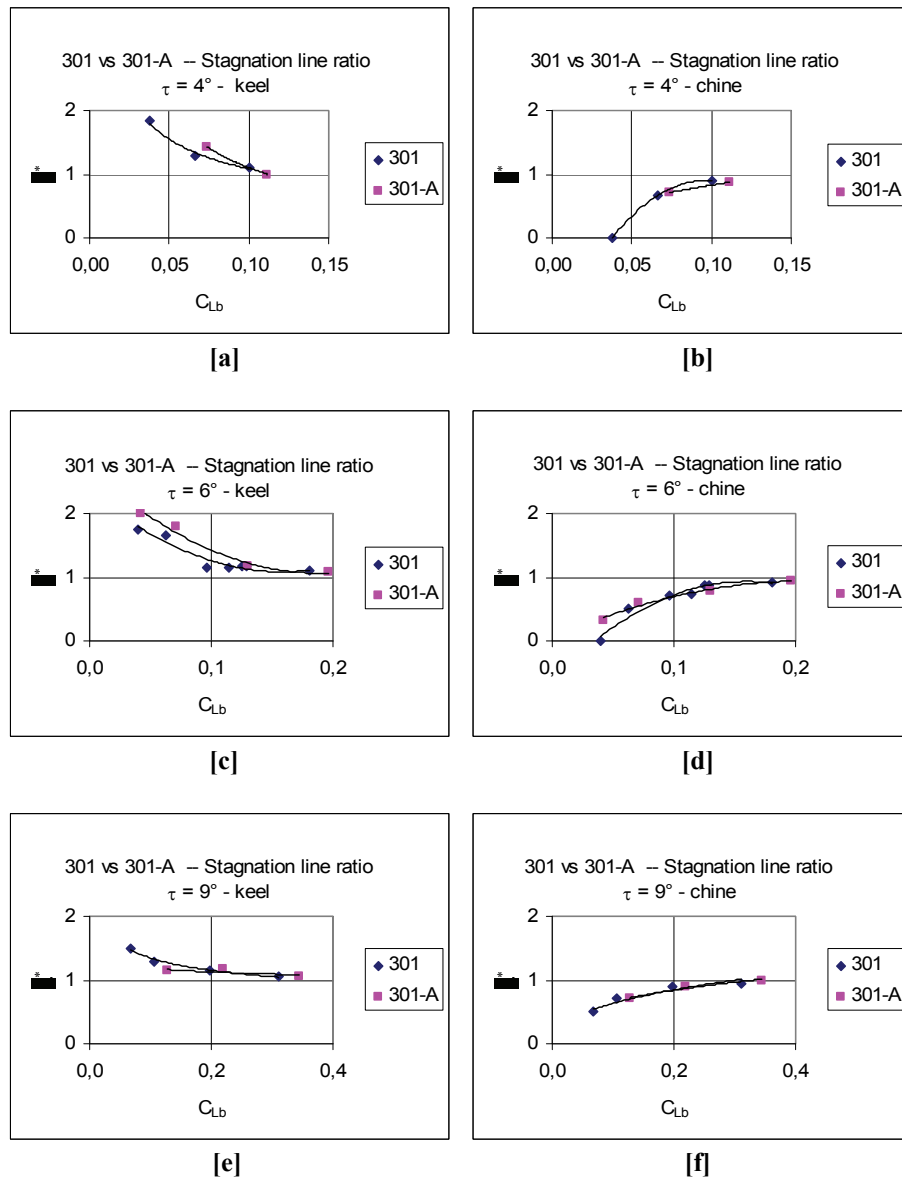 301 vs 301-A -- Stagnation line ratio
τ = 4° - keel
2
1
0
*
0,00 0,05 0,10 0,15
C_Lb
301
301-A
[a]
301 vs 301-A -- Stagnation line ratio
τ = 4° - chine
2
1
0
*
0,00 0,05 0,10 0,15
C_Lb
301
301-A
[b]
301 vs 301-A -- Stagnation line ratio
τ = 6° - keel
2
1
0
*
0,0 0,1 0,2
C_Lb
301
301-A
[c]
301 vs 301-A -- Stagnation line ratio
τ = 6° - chine
2
1
0
*
0,0 0,1 0,2
C_Lb
301
301-A
[d]
301 vs 301-A -- Stagnation line ratio
τ = 9° - keel
2
1
0
*
0,0 0,2 0,4
C_Lb
301
301-A
[e]
301 vs 301-A -- Stagnation line ratio
τ = 9° - chine
2
1
0
*
0,0 0,2 0,4
C_Lb
301
301-A
[f]